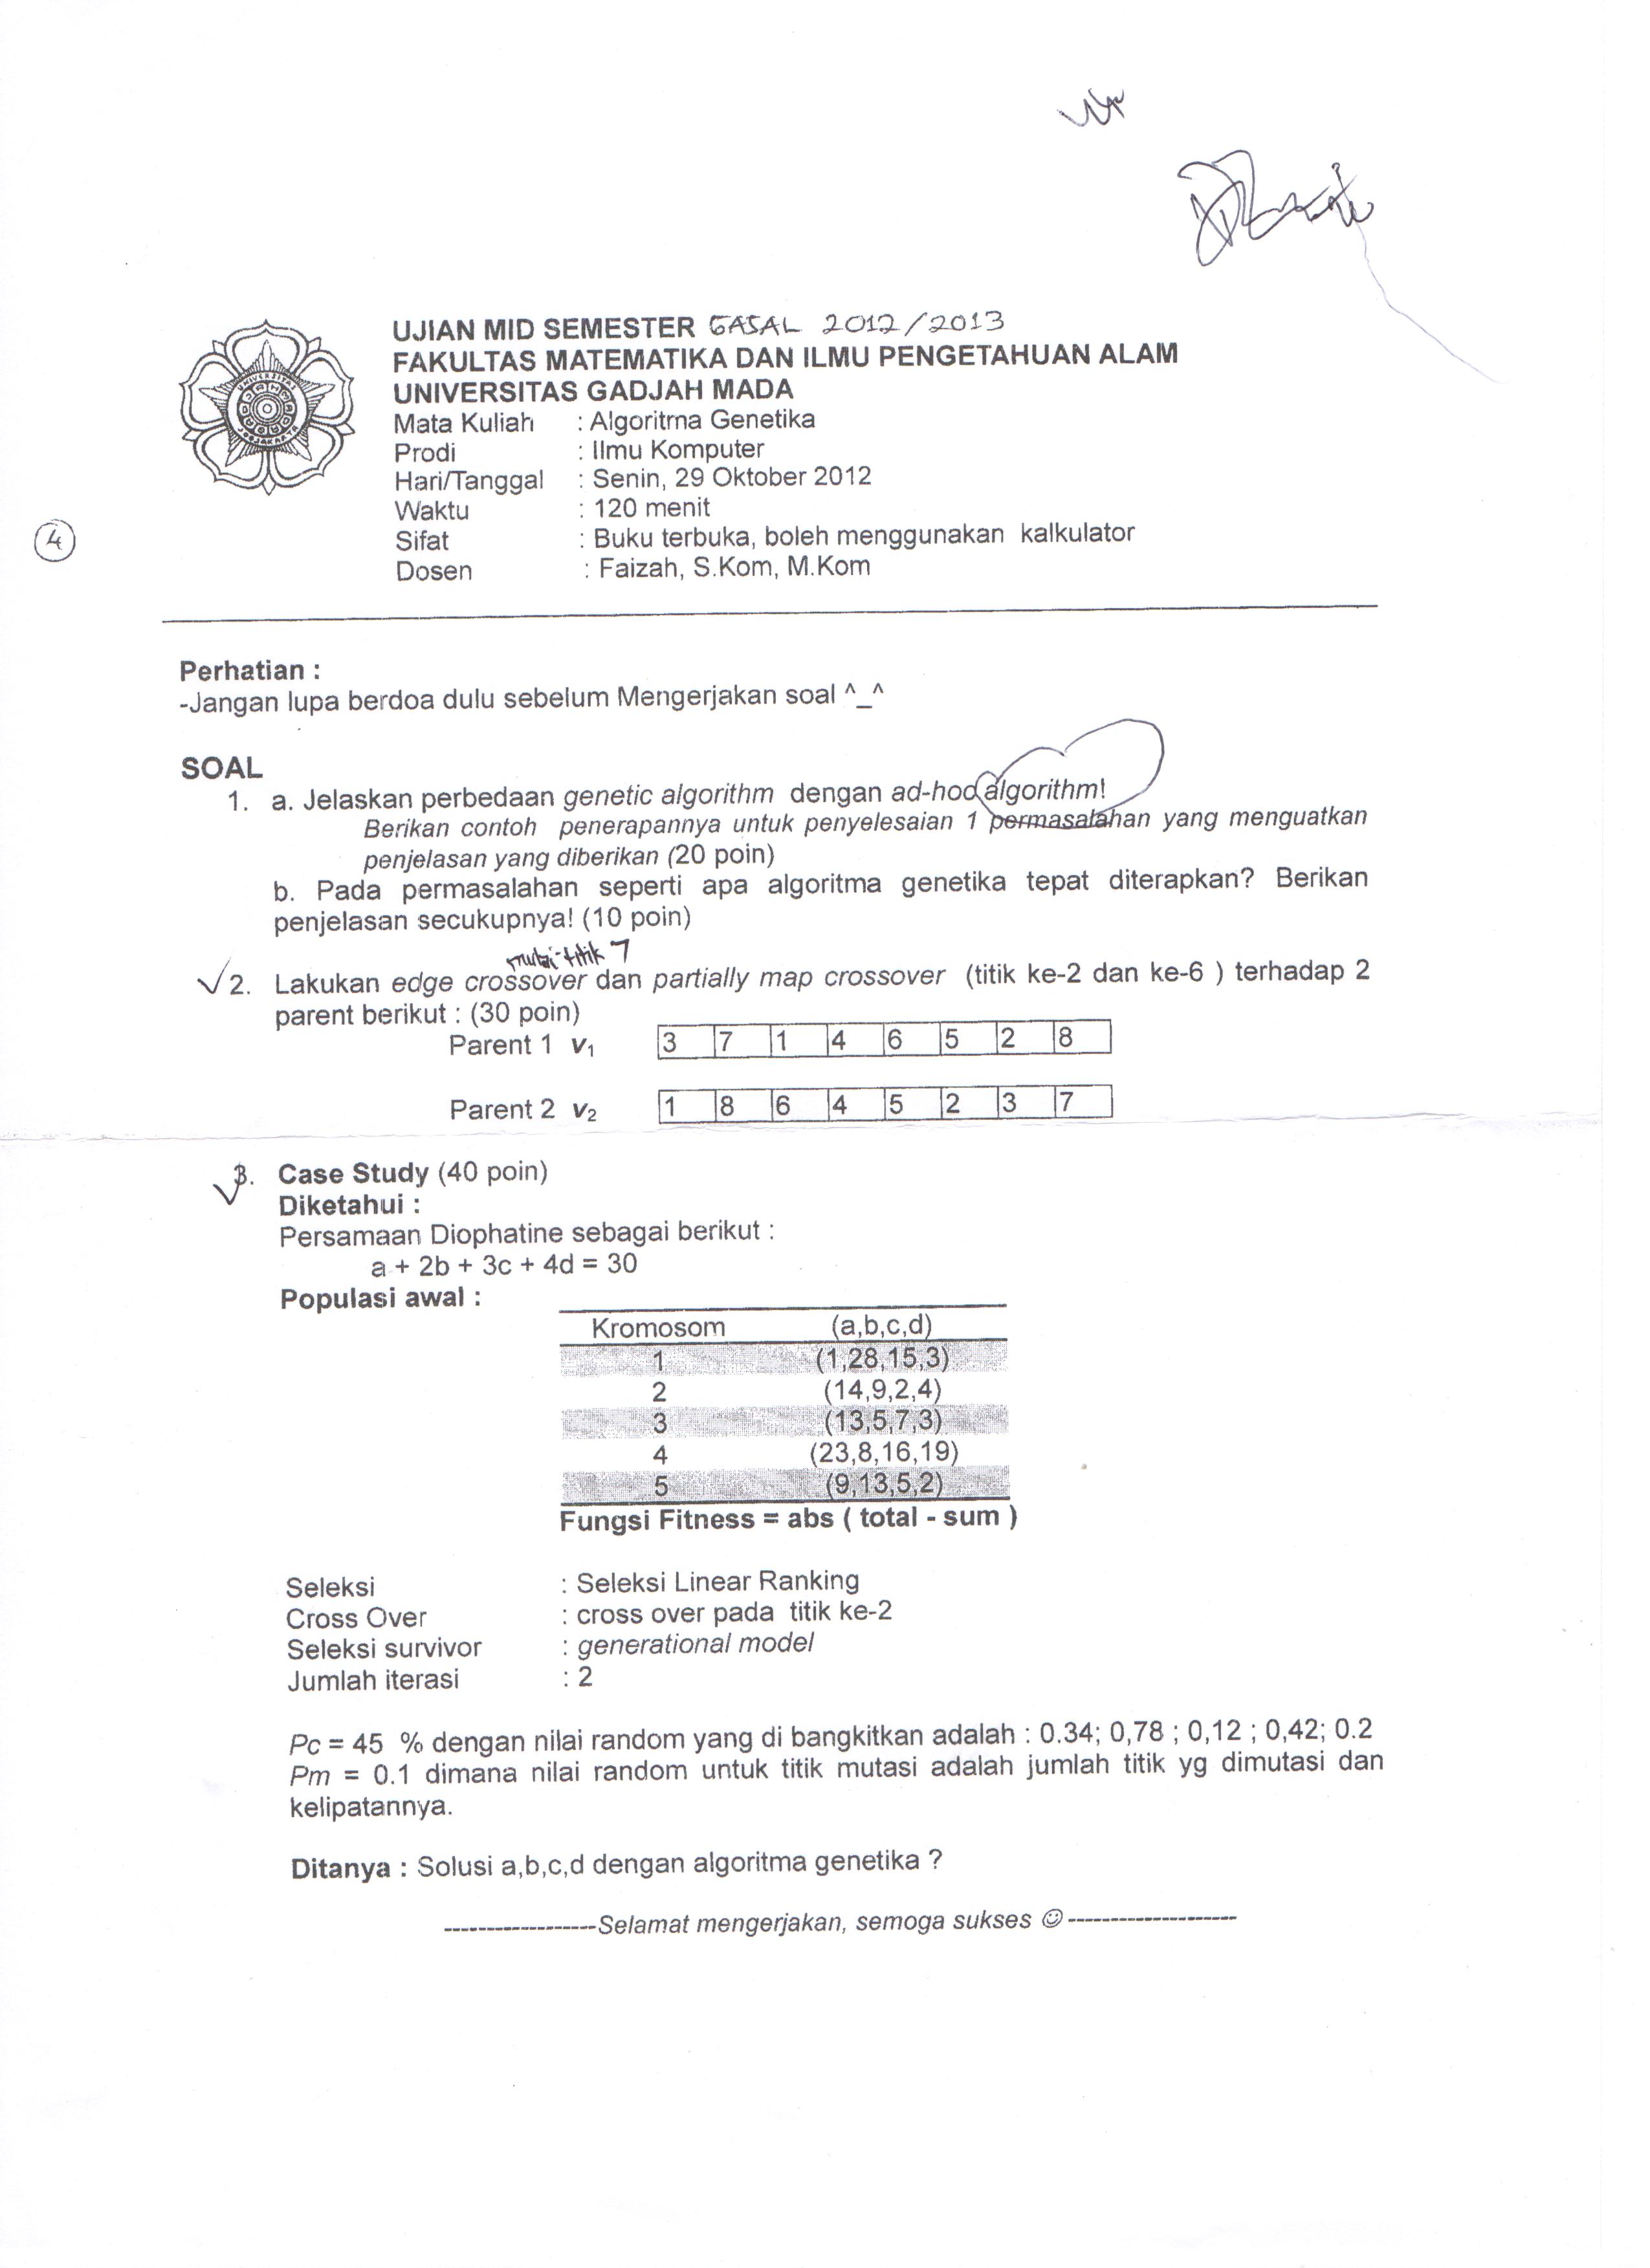 UJIAN MID SEMESTER GASAL 2012/2013
FAKULTAS MATEMATIKA DAN ILMU PENGETAHUAN ALAM
UNIVERSITAS GADJAH MADA
Mata Kuliah : Algoritma Genetika
Prodi : Ilmu Komputer
Hari/Tanggal : Senin, 29 Oktober 2012
Waktu : 120 menit
4
Sifat : Buku terbuka, boleh menggunakan kalkulator
Dosen : Faizah, S.Kom, M.Kom
Perhatian :
-Jangan lupa berdoa dulu sebelum Mengerjakan soal ^_^
SOAL
1. a. Jelaskan perbedaan genetic algorithm dengan ad-hoc algorithm!
Berikan contoh penerapannya untuk penyelesaian 1 permasalahan yang menguatkan
penjelasan yang diberikan (20 poin)
b. Pada permasalahan seperti apa algoritma genetika tepat diterapkan? Berikan
penjelasan secukupnya! (10 poin)
mulai titik 7
2. Lakukan edge crossover dan partially map crossover (titik ke-2 dan ke-6 ) terhadap 2
parent berikut : (30 poin)
Parent 1 v1 3 7 1 4 6 5 2 8
Parent 2 v2 1 8 6 4 5 2 3 7
3. Case Study (40 poin)
Diketahui :
Persamaan Diophatine sebagai berikut :
a + 2b + 3c + 4d = 30
Populasi awal :
Kromosom (a,b,c,d)
1 (1,28,15,3)
2 (14,9,2,4)
3 (13,5,7,3)
4 (23,8,16,19)
5 (9,13,5,2)
Fungsi Fitness = abs ( total - sum )
Seleksi : Seleksi Linear Ranking
Cross Over : cross over pada titik ke-2
Seleksi survivor : generational model
Jumlah iterasi : 2
Pc = 45 % dengan nilai random yang di bangkitkan adalah : 0.34; 0,78 ; 0,12 ; 0,42; 0.2
Pm = 0.1 dimana nilai random untuk titik mutasi adalah jumlah titik yg dimutasi dan
kelipatannya.
Ditanya : Solusi a,b,c,d dengan algoritma genetika ?
------------------Selamat mengerjakan, semoga sukses ☺--------------------